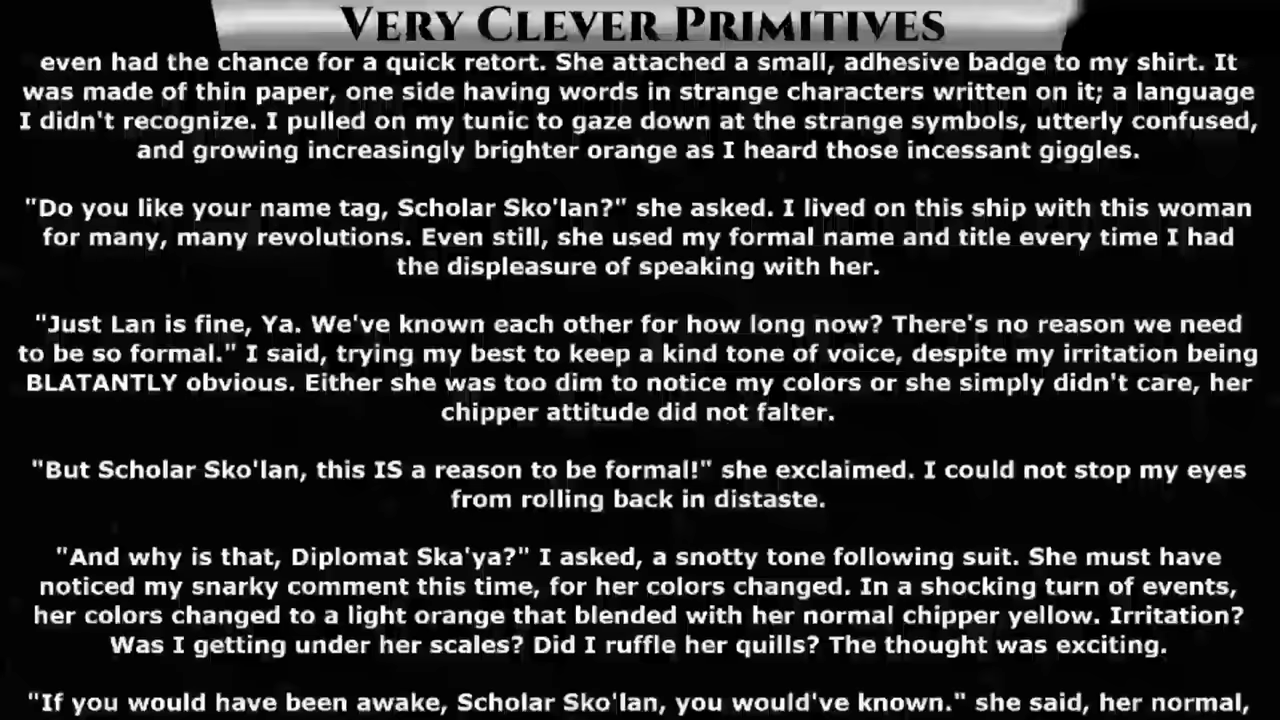 VERY CLEVER PRIMITIVES
even had the chance for a quick retort. She attached a small, adhesive badge to my shirt. It
was made of thin paper, one side having words in strange characters written on it; a language
I didn't recognize. I pulled on my tunic to gaze down at the strange symbols, utterly confused,
and growing increasingly brighter orange as I heard those incessant giggles.
"Do you like your name tag, Scholar Sko'lan?" she asked. I lived on this ship with this woman
for many, many revolutions. Even still, she used my formal name and title every time I had
the displeasure of speaking with her.
"Just Lan is fine, Ya. We've known each other for how long now? There's no reason we need
to be so formal." I said, trying my best to keep a kind tone of voice, despite my irritation being
BLATANTLY obvious. Either she was too dim to notice my colors or she simply didn't care, her
chipper attitude did not falter.
"But Scholar Sko'lan, this IS a reason to be formal!" she exclaimed. I could not stop my eyes
from rolling back in distaste.
"And why is that, Diplomat Ska'ya?" I asked, a snotty tone following suit. She must have
noticed my snarky comment this time, for her colors changed. In a shocking turn of events,
her colors changed to a light orange that blended with her normal chipper yellow. Irritation?
Was I getting under her scales? Did I ruffle her quills? The thought was exciting.
"If you would have been awake, Scholar Sko'lan, you would've known." she said, her normal,